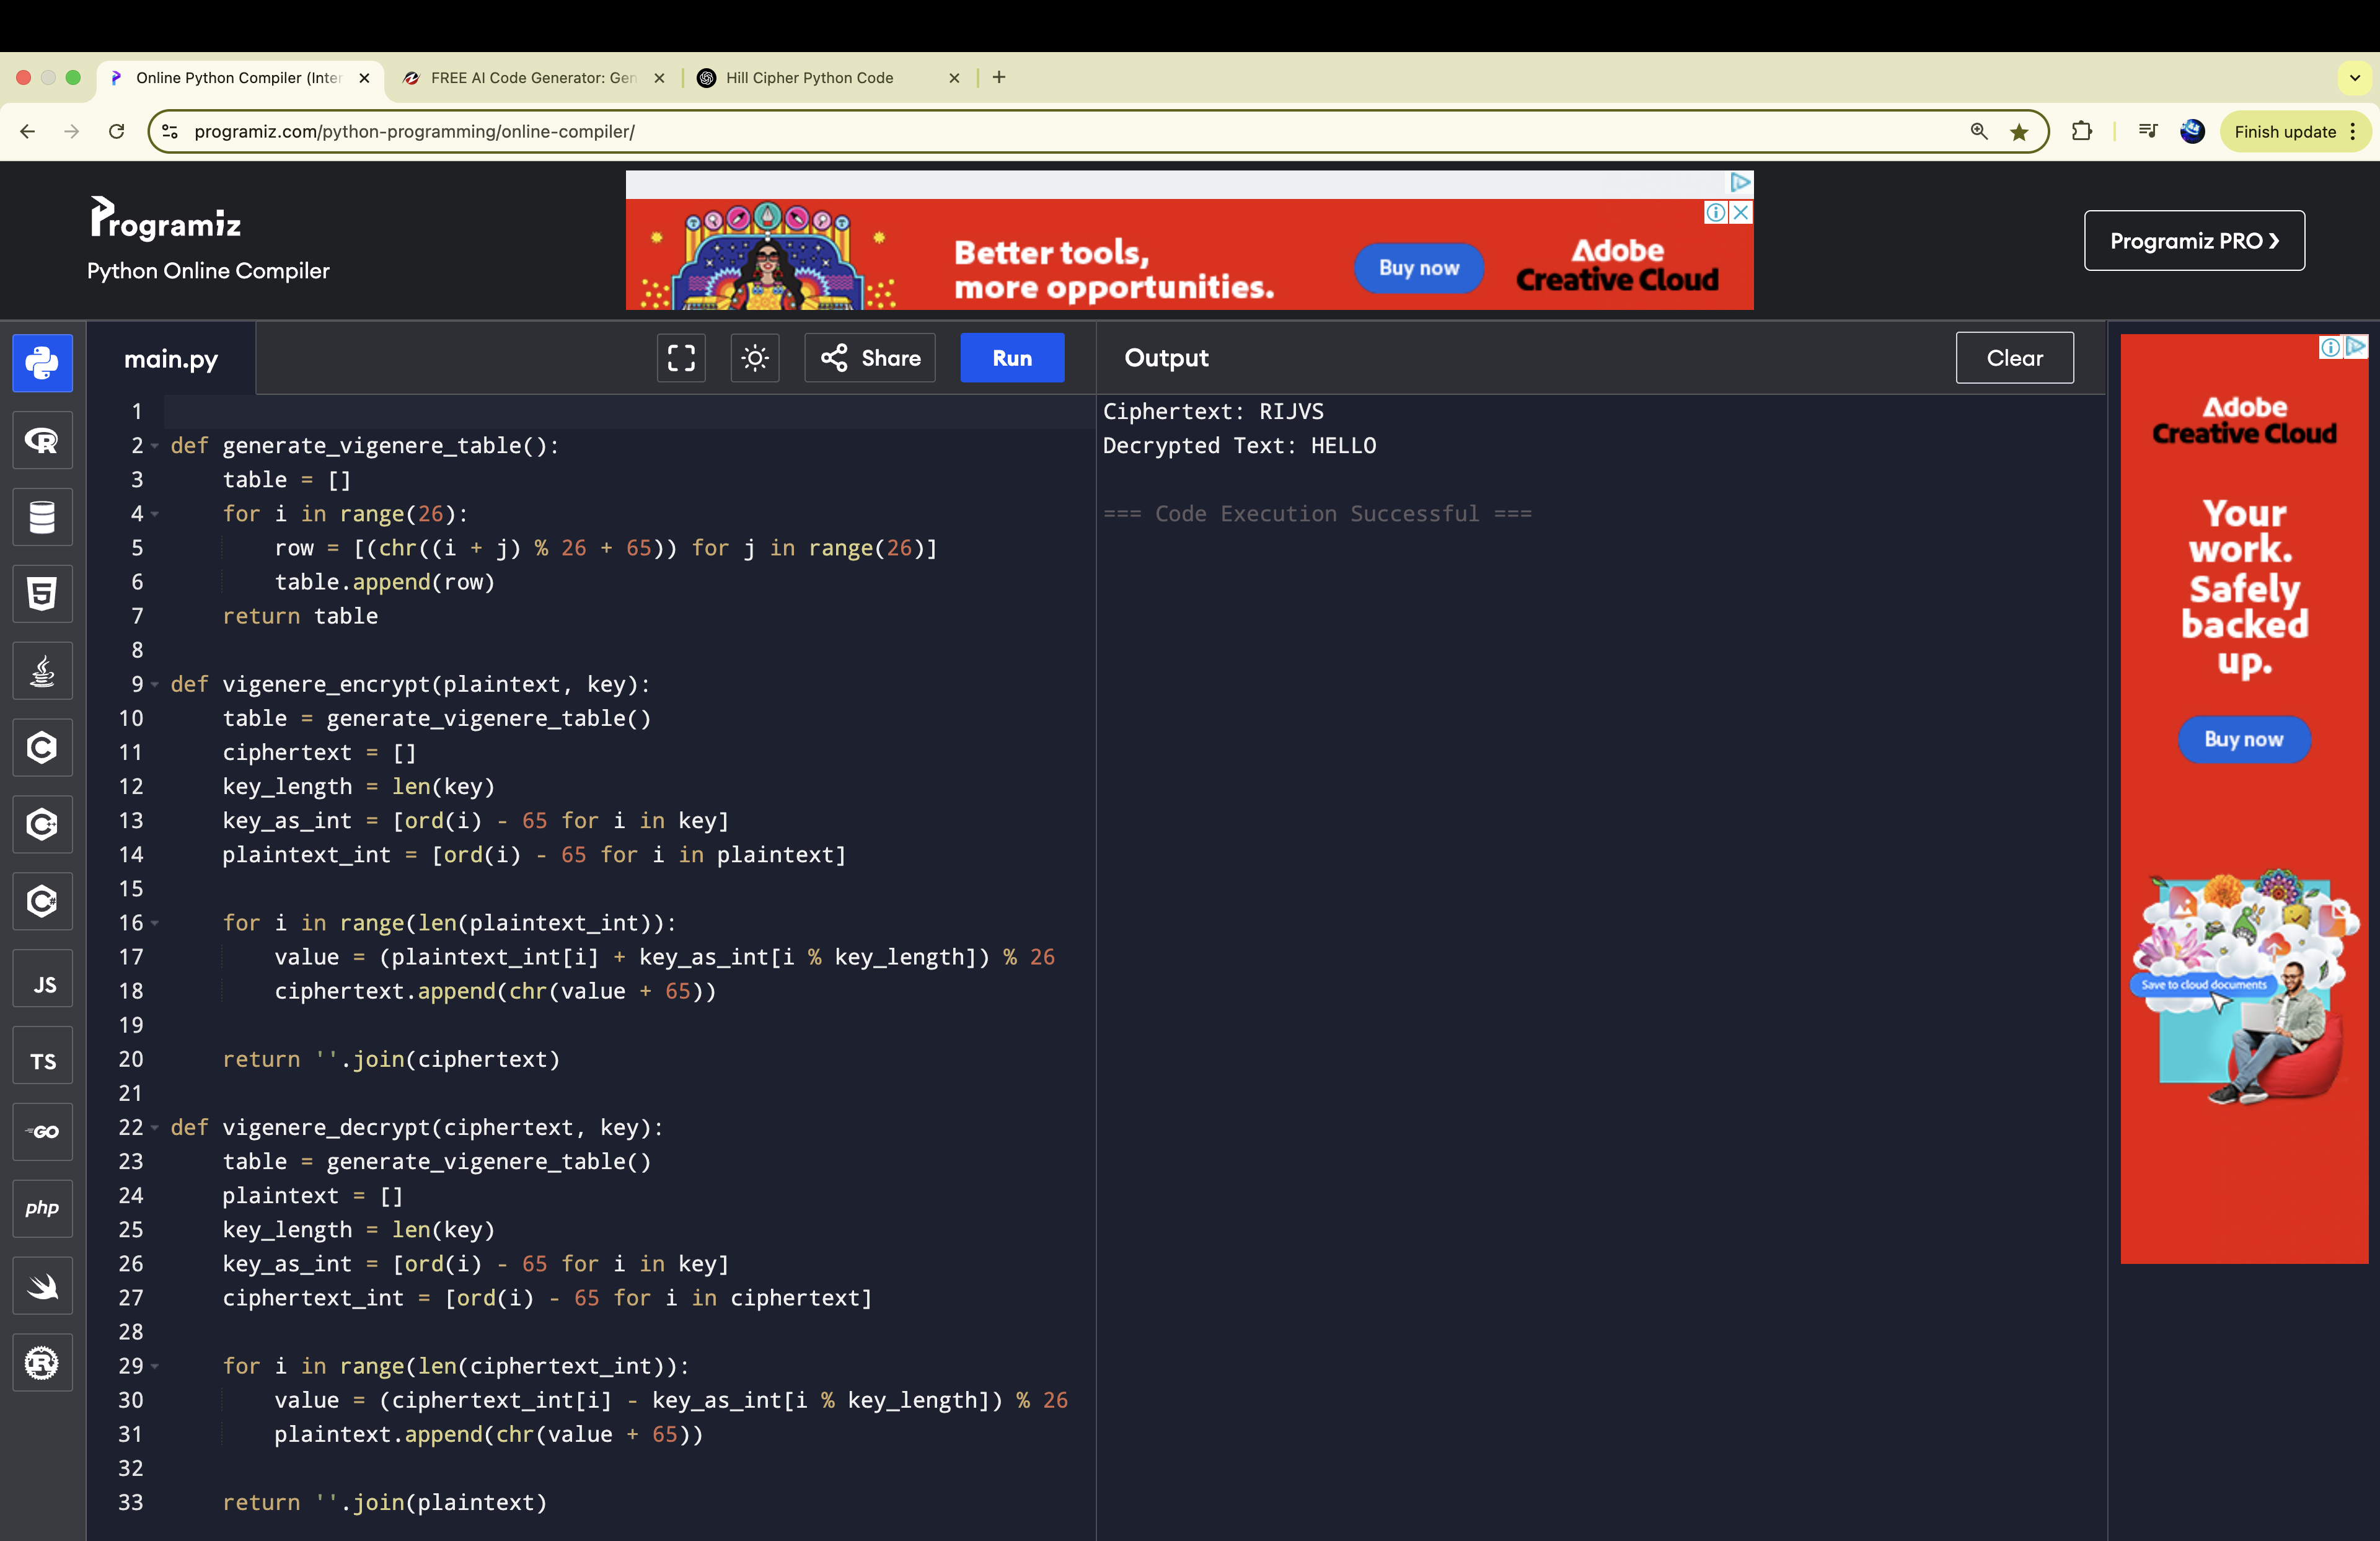 Online Python Compiler (Inter
FREE AI Code Generator: Gen
Hill Cipher Python Code
programiz.com/python-programming/online-compiler/
Finish update
Programiz
Python Online Compiler
Better tools,
more opportunities.
Buy now
Adobe
Creative Cloud
Programiz PRO
main.py
Share
Run
Output
Clear
1
2 def generate_vigenere_table():
3     table = []
4     for i in range(26):
5         row = [(chr((i + j) % 26 + 65)) for j in range(26)]
6         table.append(row)
7     return table
8
9 def vigenere_encrypt(plaintext, key):
10     table = generate_vigenere_table()
11     ciphertext = []
12     key_length = len(key)
13     key_as_int = [ord(i) - 65 for i in key]
14     plaintext_int = [ord(i) - 65 for i in plaintext]
15
16     for i in range(len(plaintext_int)):
17         value = (plaintext_int[i] + key_as_int[i % key_length]) % 26
18         ciphertext.append(chr(value + 65))
19
20     return ''.join(ciphertext)
21
22 def vigenere_decrypt(ciphertext, key):
23     table = generate_vigenere_table()
24     plaintext = []
25     key_length = len(key)
26     key_as_int = [ord(i) - 65 for i in key]
27     ciphertext_int = [ord(i) - 65 for i in ciphertext]
28
29     for i in range(len(ciphertext_int)):
30         value = (ciphertext_int[i] - key_as_int[i % key_length]) % 26
31         plaintext.append(chr(value + 65))
32
33     return ''.join(plaintext)
Ciphertext: RIJVS
Decrypted Text: HELLO
=== Code Execution Successful ===
R
5
C
C
C#
JS
TS
GO
php
R
Adobe
Creative Cloud
Your
work.
Safely
backed
up.
Buy now
Save to cloud documents